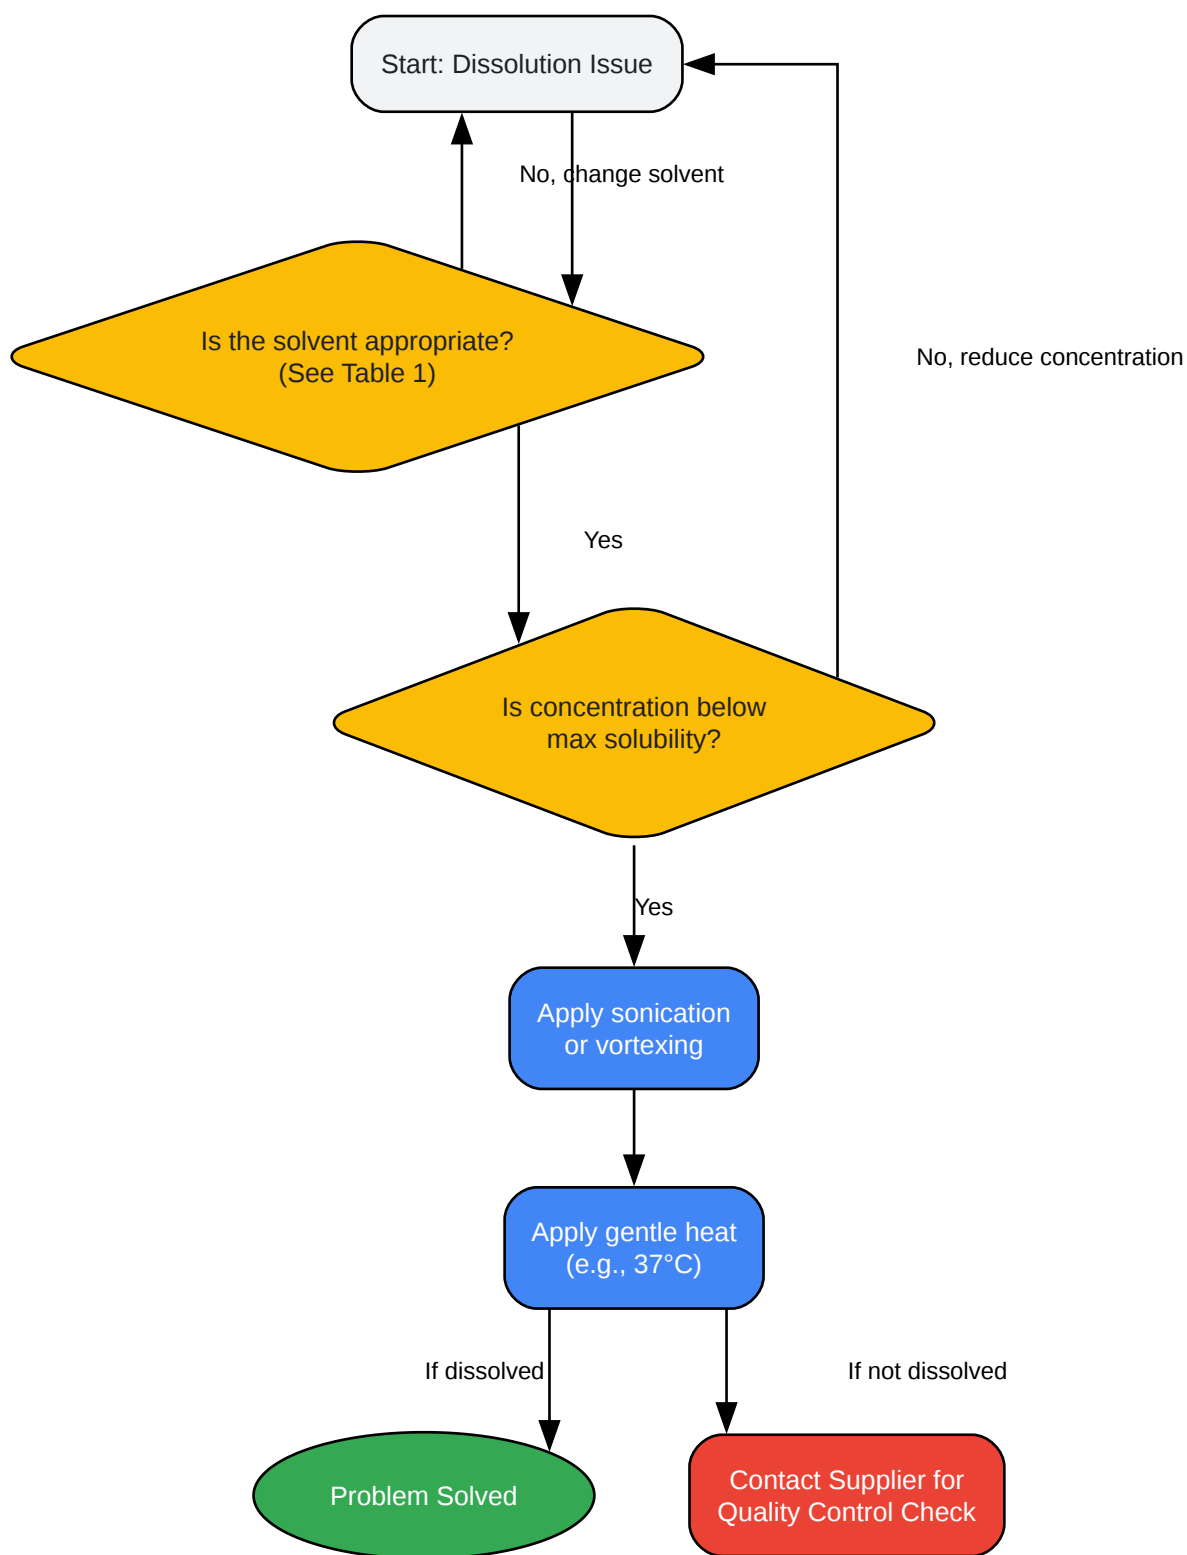 Start: Dissolution Issue
No, change solvent
Is the solvent appropriate?
(See Table 1)
No, reduce concentration
Yes
Is concentration below
max solubility?
Yes
Apply sonication
or vortexing
Apply gentle heat
(e.g., 37°C)
If dissolved
If not dissolved
Problem Solved
Contact Supplier for
Quality Control Check